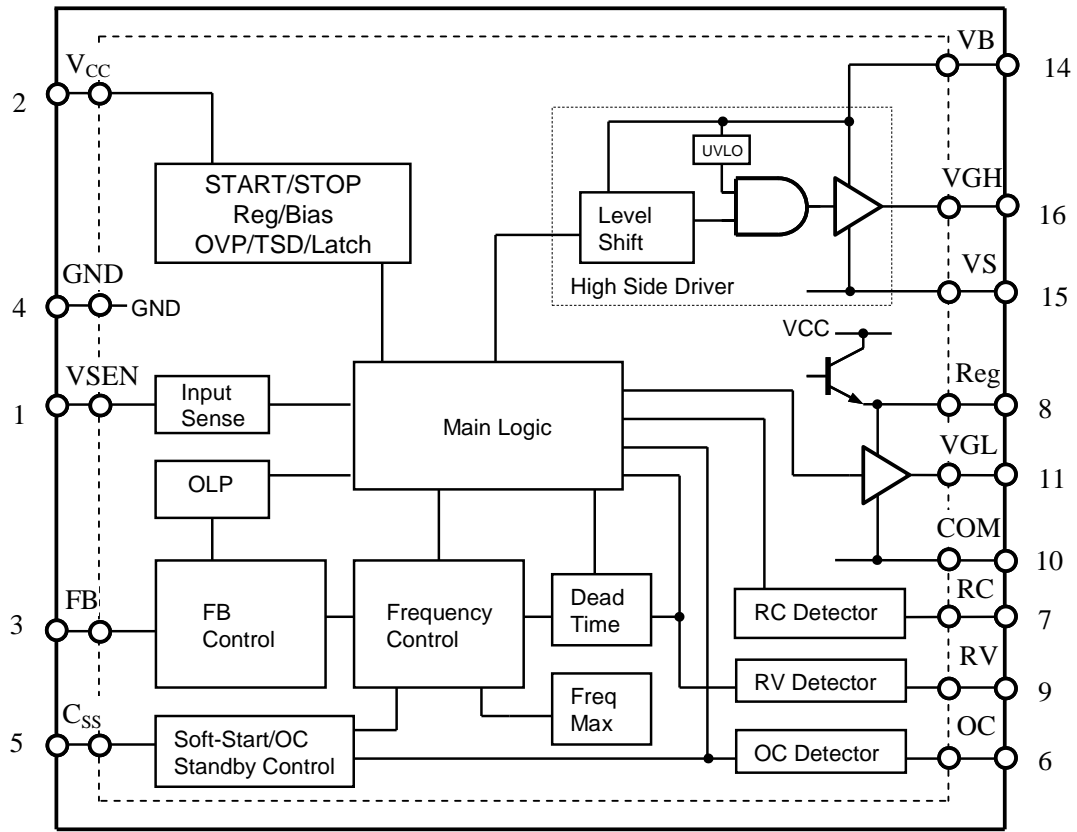 VCC
2
START/STOP
Reg/Bias
OVP/TSD/Latch
GND
4
GND
VSEN
1
Input
Sense
OLP
FB
3
FB
Control
CSS
5
Soft-Start/OC
Standby Control
Main Logic
Frequency
Control
Dead
Time
Freq
Max
UVLO
Level
Shift
High Side Driver
VB
14
VGH
16
VS
15
VCC
Reg
8
VGL
11
COM
10
RC
RC Detector
7
RV
RV Detector
9
OC
OC Detector
6